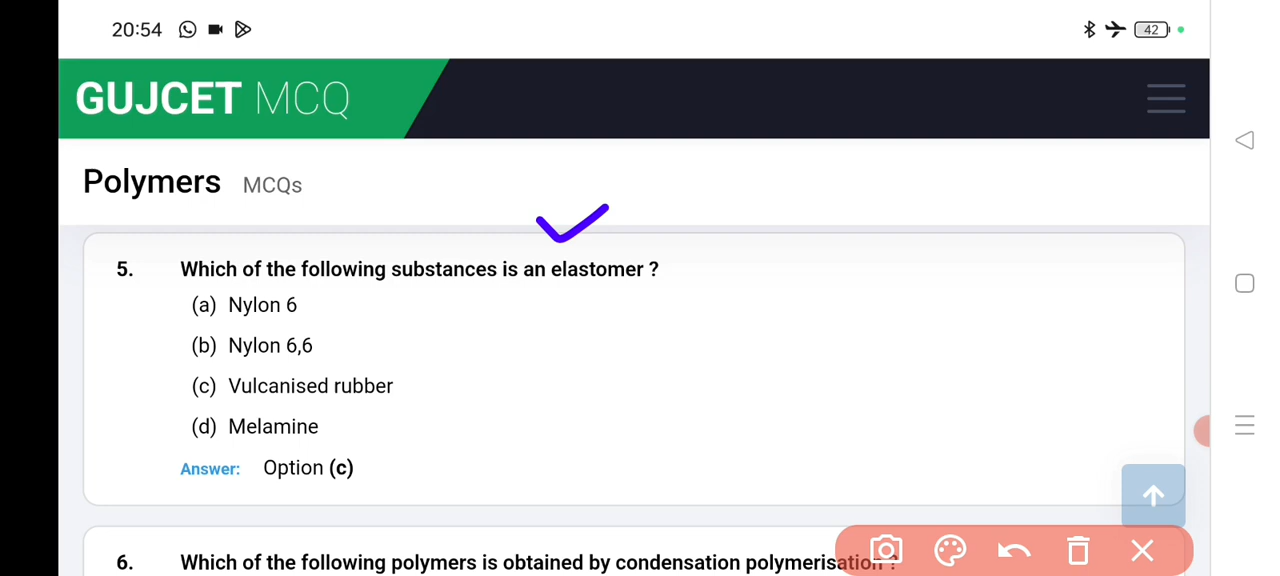 20:54
42
GUJCET MCQ
Polymers MCQs
5. Which of the following substances is an elastomer ?
(a) Nylon 6
(b) Nylon 6,6
(c) Vulcanised rubber
(d) Melamine
Answer: Option (c)
6. Which of the following polymers is obtained by condensation polymerisation ?